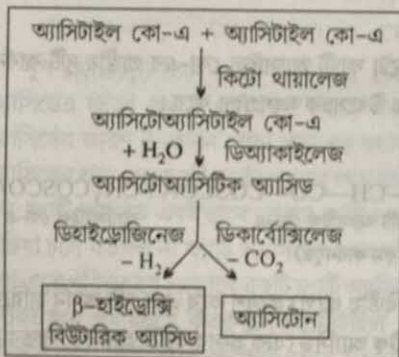 অ্যাসিটাইল কো-এ + অ্যাসিটাইল কো-এ
কিটো থায়ালেজ
অ্যাসিটোঅ্যাসিটাইল কো-এ
+ H₂O ডিঅ্যাকাইলেজ
অ্যাসিটোঅ্যাসিটিক অ্যাসিড
ডিহাইড্রোজিনেজ ডিকার্বোক্সিলেজ
– H₂ – CO₂
β-হাইড্রোক্সি
বিউটারিক অ্যাসিড
অ্যাসিটোন